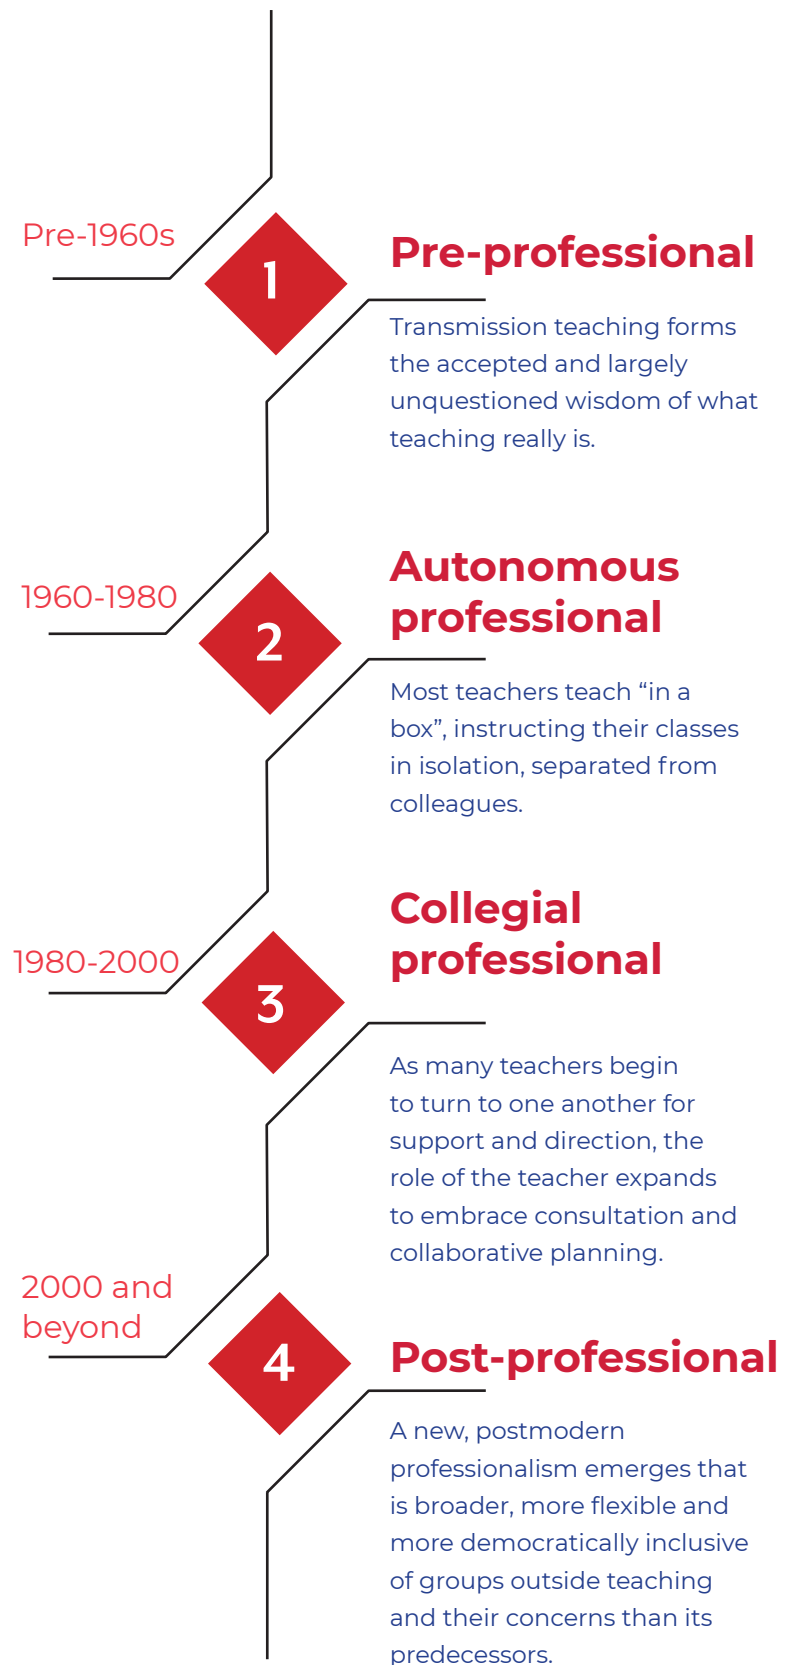 Pre-1960s
1
Pre-professional
Transmission teaching forms
the accepted and largely
unquestioned wisdom of what
teaching really is.
1960-1980
2
Autonomous
professional
Most teachers teach “in a
box”, instructing their classes
in isolation, separated from
colleagues.
1980-2000
3
Collegial
professional
As many teachers begin
to turn to one another for
support and direction, the
role of the teacher expands
to embrace consultation and
collaborative planning.
2000 and
beyond
4
Post-professional
A new, postmodern
professionalism emerges that
is broader, more flexible and
more democratically inclusive
of groups outside teaching
and their concerns than its
predecessors.